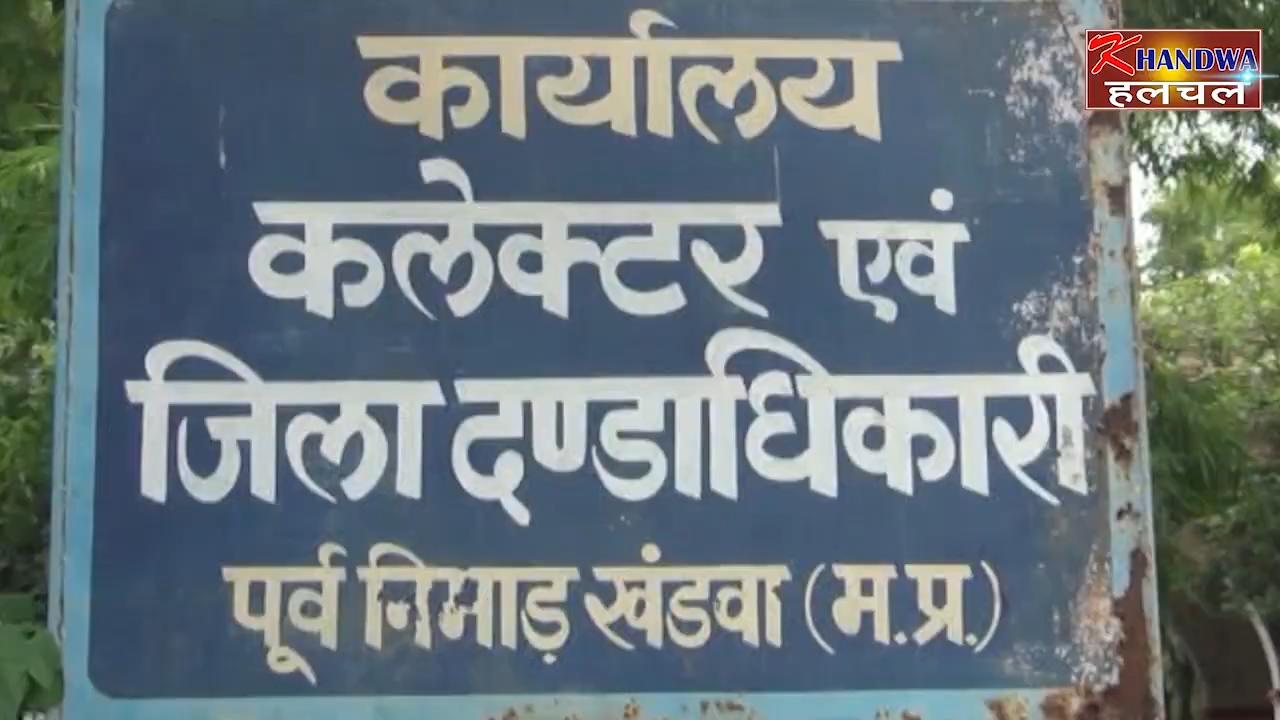 कार्यालय
कलेक्टर एवं
जिला दण्डाधिकारी
पूर्व निमाड़ खंडवा (म.प्र.)
KHANDWA
हलचल